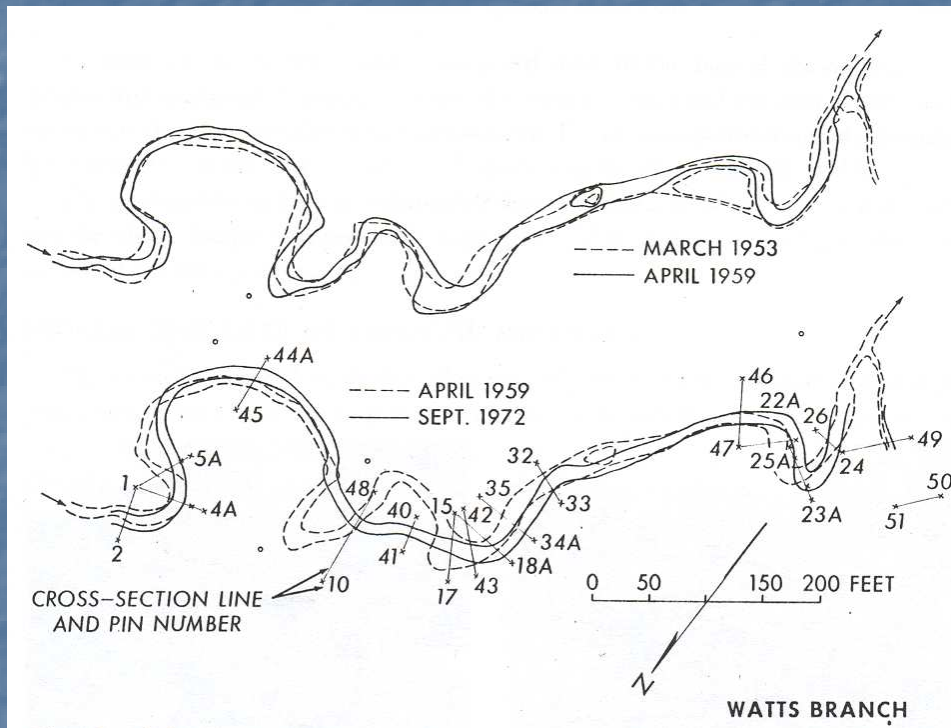 MARCH 1953
APRIL 1959
44A
APRIL 1959
SEPT. 1972
45
46
22A
26
47
49
25A
24
23A
50
51
5A
1
4A
2
48
40
41
10
15
42
35
32
33
34A
18A
17
43
CROSS-SECTION LINE
AND PIN NUMBER
0 50 150 200 FEET
N
WATTS BRANCH